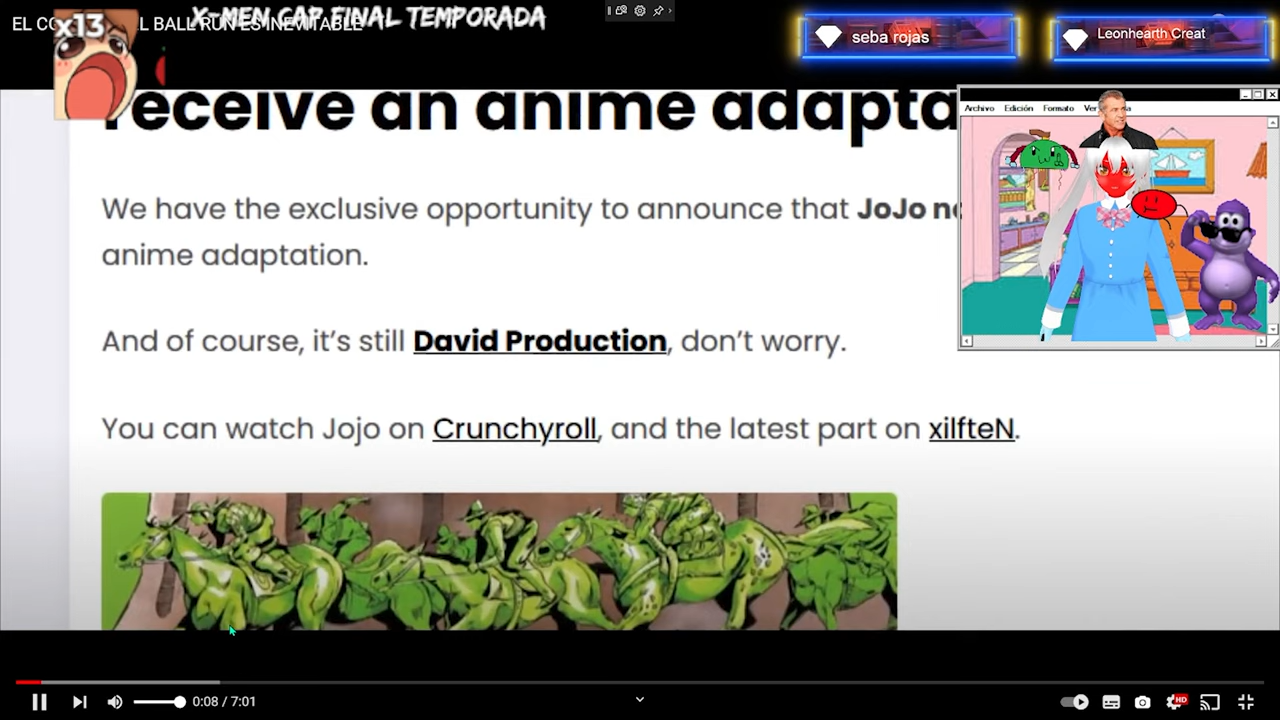 X-MEN CAP FINAL TEMPORADA
L BALL RUN ES INEVITABLE
x13
seba rojas
Leonhearth Creat
receive an anime adapta
Archivo Edición Formato Ver
We have the exclusive opportunity to announce that JoJo
anime adaptation.
And of course, it's still David Production, don't worry.
You can watch Jojo on Crunchyroll, and the latest part on xilfteN.
0:08 / 7:01
HD